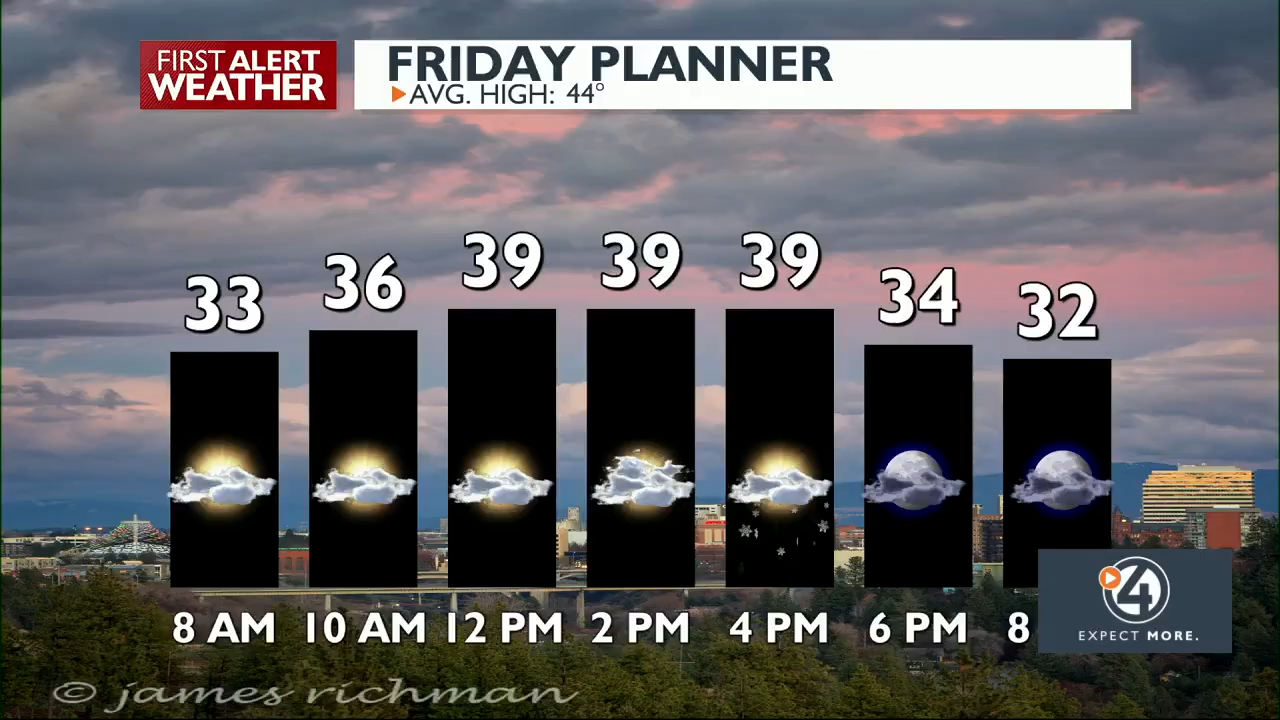 FIRST ALERT
WEATHER
FRIDAY PLANNER
AVG. HIGH: 44°
33 36 39 39 39 34 32
8 AM 10 AM 12 PM 2 PM 4 PM 6 PM 8
4
EXPECT MORE.
© james richman